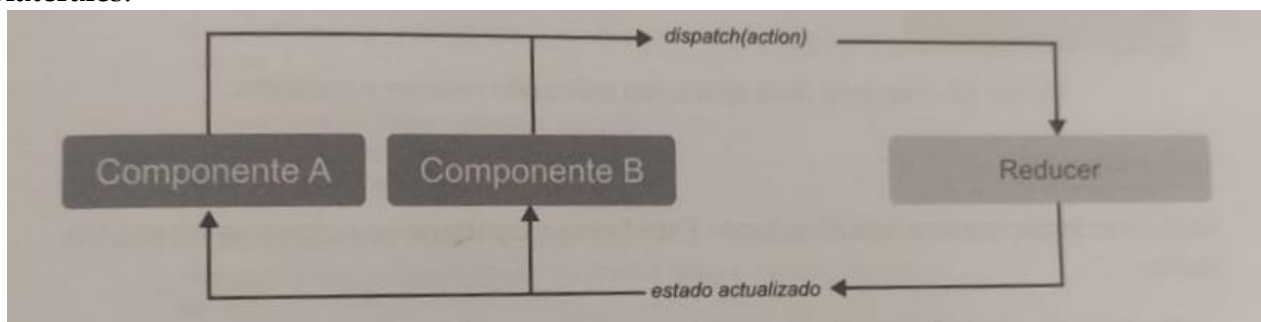 dispatch(action)
Componente A
Componente B
Reducer
estado actualizado